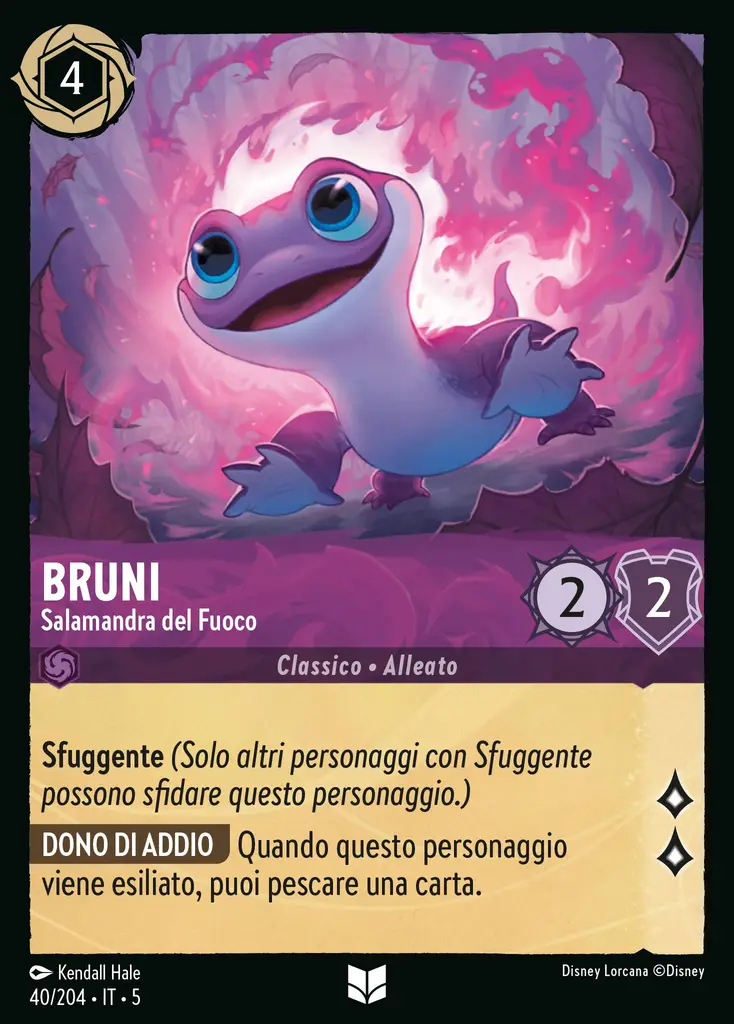 4
BRUNI
Salamandra del Fuoco
2
2
Classico • Alleato
Sfuggente (Solo altri personaggi con Sfuggente
possono sfidare questo personaggio.)
DONO DI ADDIO Quando questo personaggio
viene esiliato, puoi pescare una carta.
Kendall Hale
Disney Lorcana ©Disney
40/204 • IT • 5